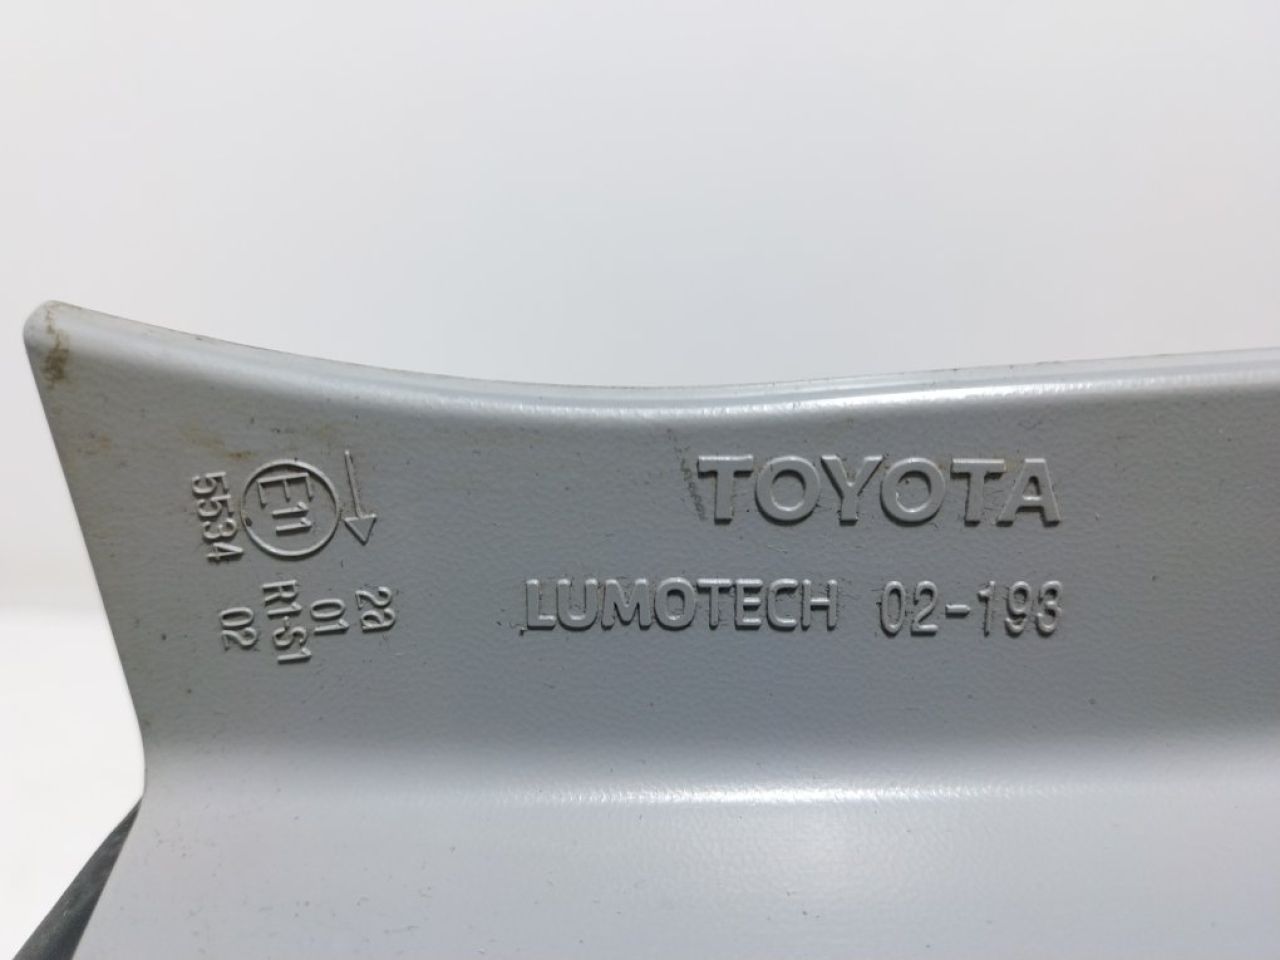 TOYOTA
LUMOTECH 02-193
E11
5534
2a
01
R1-S1
02